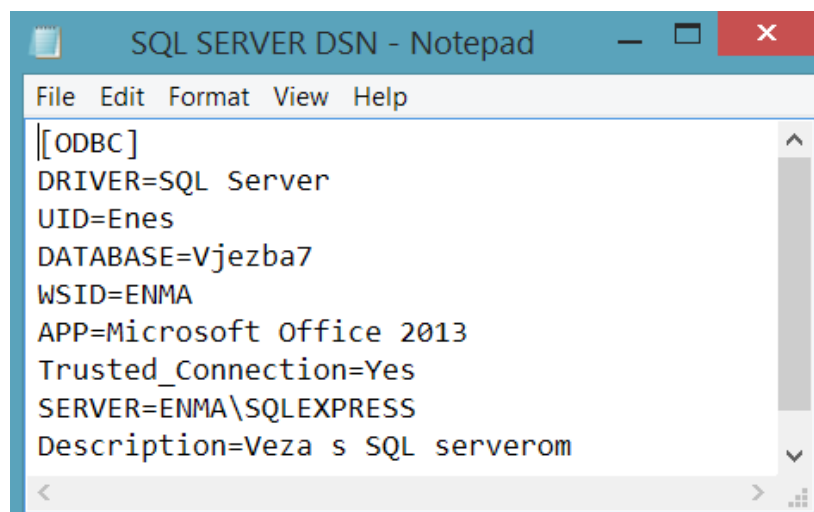 SQL SERVER DSN - Notepad
File Edit Format View Help
[ODBC]
DRIVER=SQL Server
UID=Enes
DATABASE=Vjezba7
WSID=ENMA
APP=Microsoft Office 2013
Trusted_Connection=Yes
SERVER=ENMA\SQLEXPRESS
Description=Veza s SQL serverom